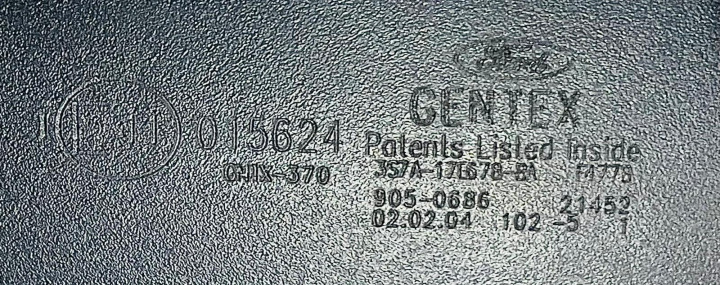 Ford
GENTEX
015624
Patents Listed Inside
GNTX-370
3S7A-17E678-BA
905-0686 21452
02.02.04 102 -5 1